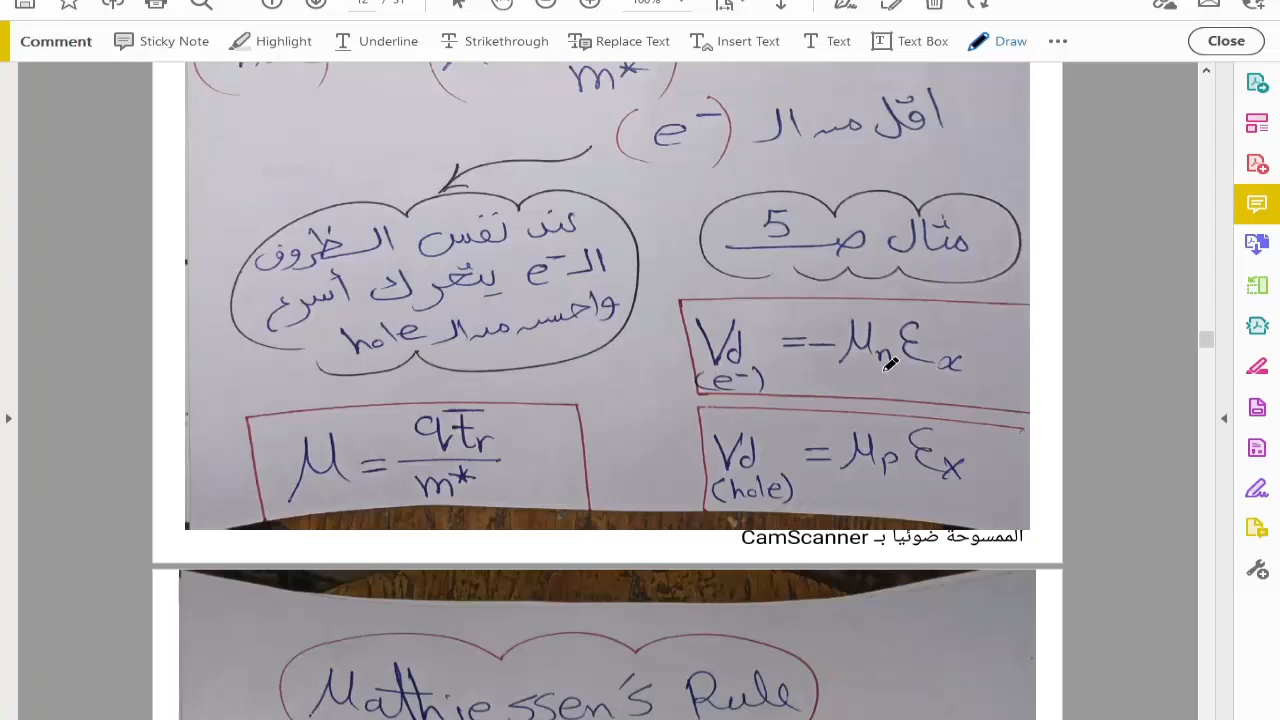 Comment Sticky Note Highlight Underline Strikethrough Replace Text Insert Text Text Text Box Draw Close
m*
اقل من الـ (e⁻)
عند نفس الظروف
الـ e⁻ يتحرك أسرع
واحسن من الـ hole
مثال ص 5
Vd = -μn Ɛx
(e⁻)
Vd = μp Ɛx
(hole)
μ = q t̅r / m*
الممسوحة ضوئيا بـ CamScanner
Mathiessen's Rule